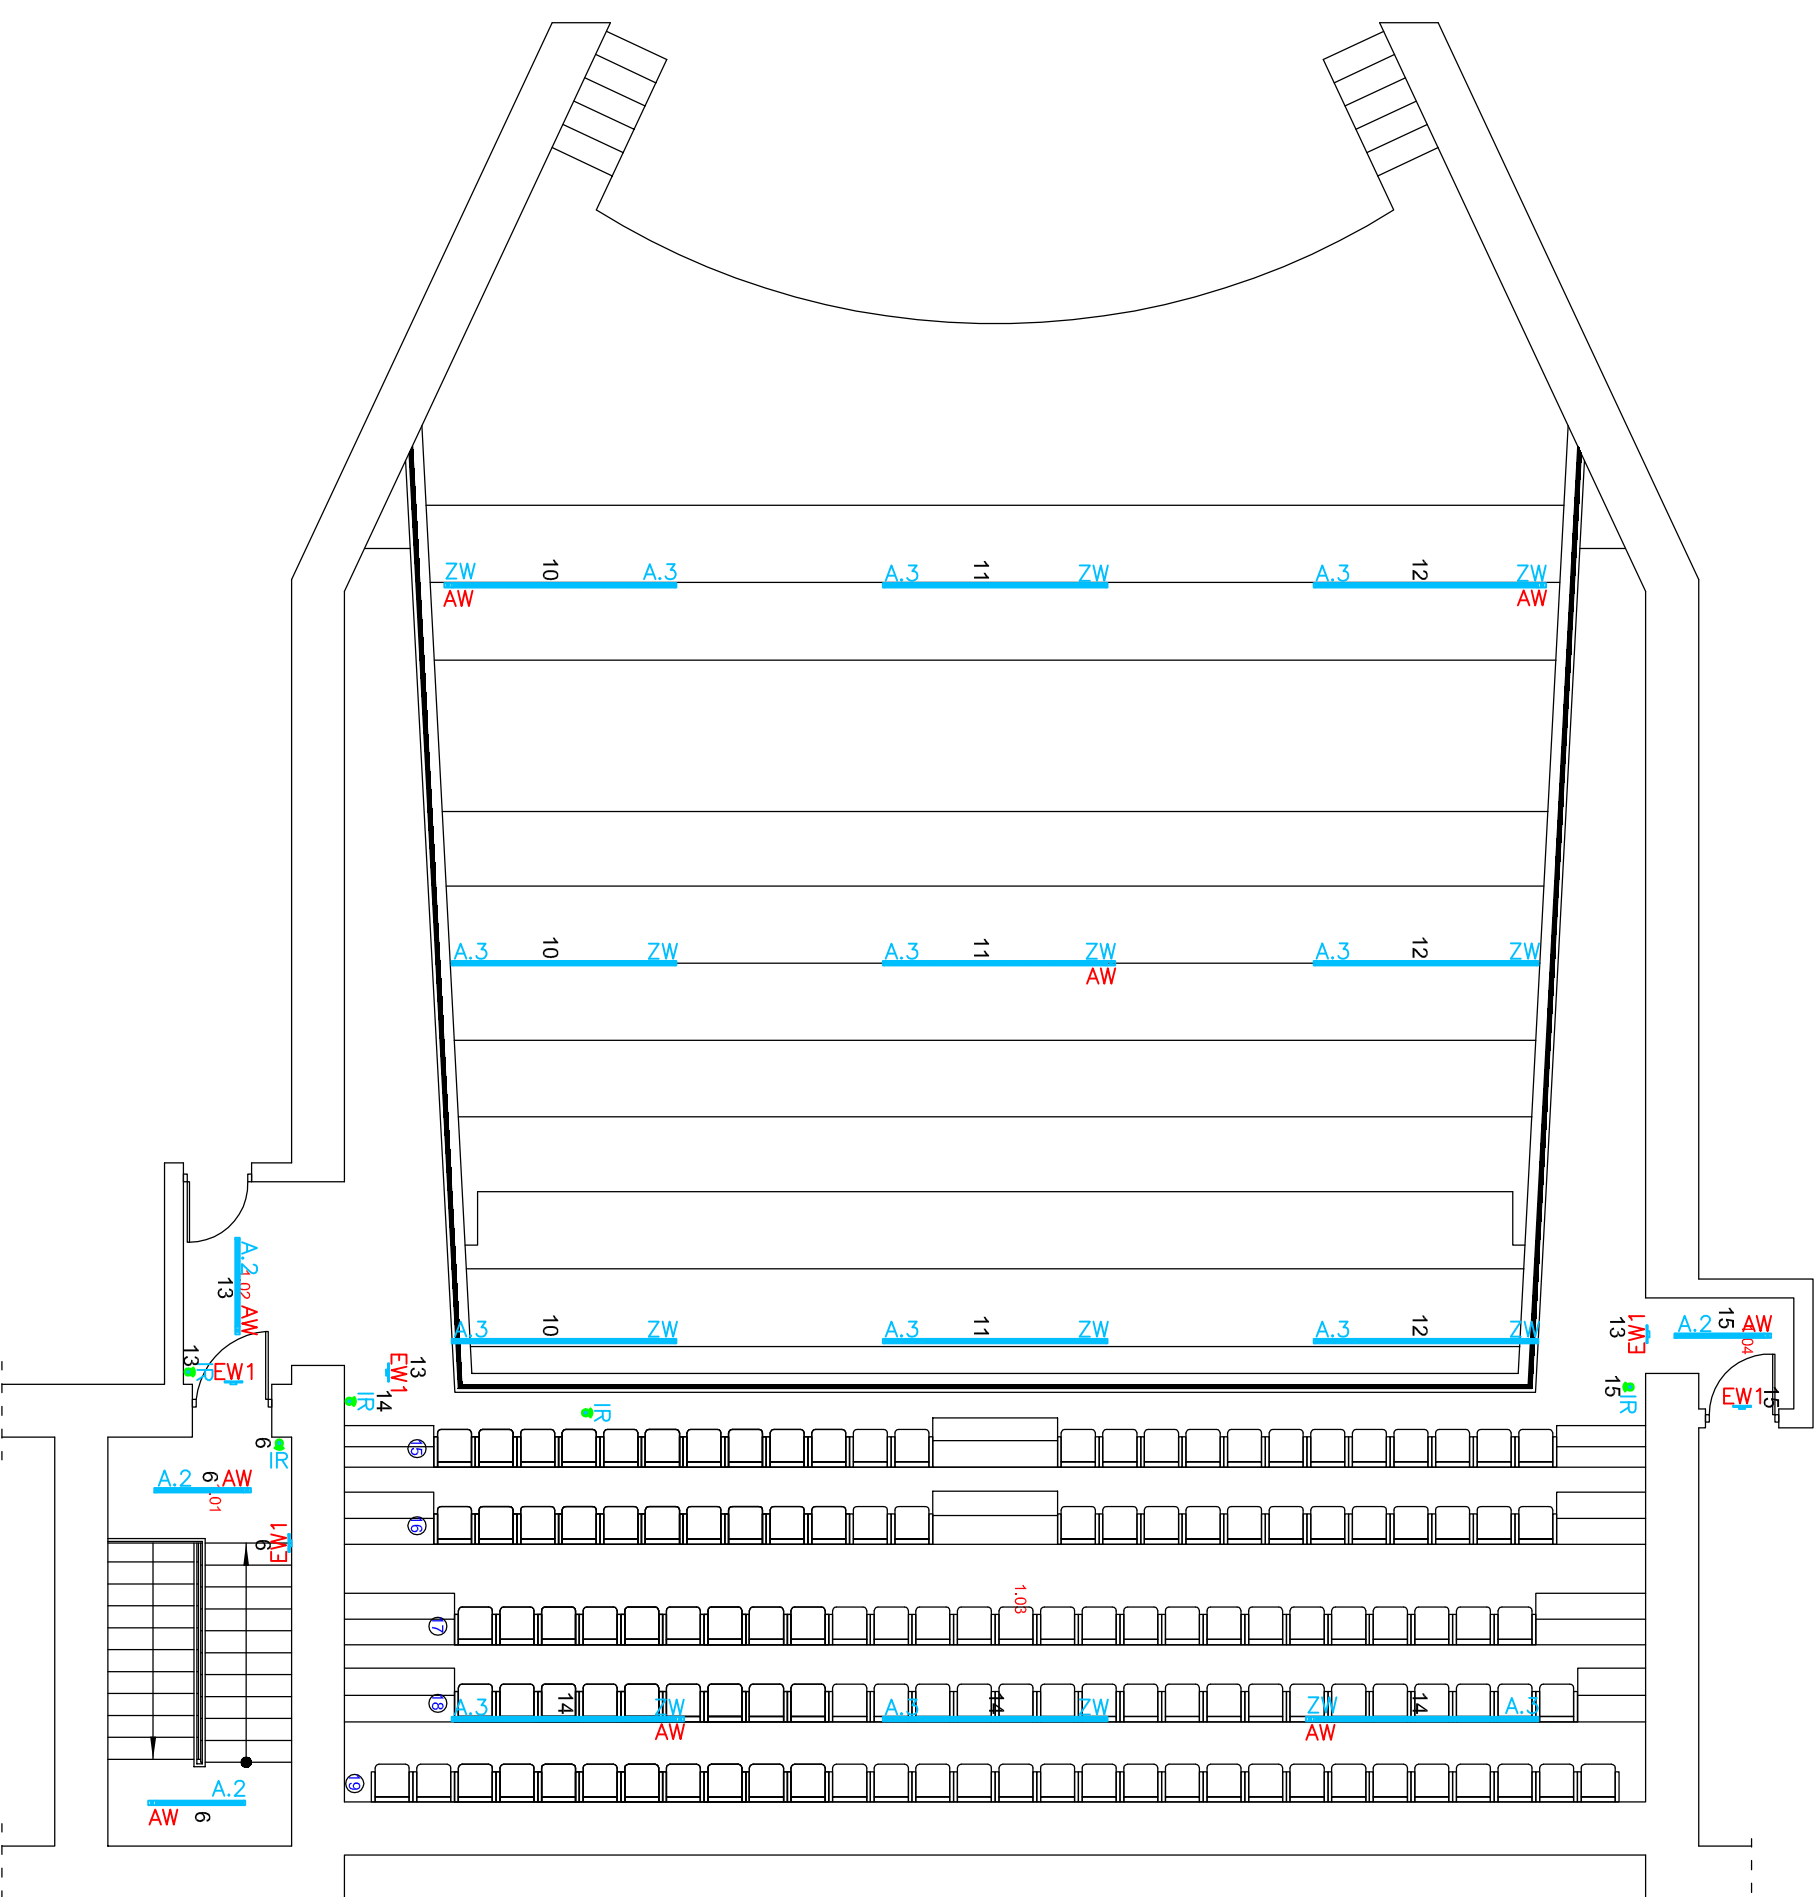 ZW 10 A.3 A.3 11 ZW A.3 12 ZW
AW AW
A.3 10 ZW A.3 11 ZW A.3 12 ZW
AW
A.3 10 ZW A.3 11 ZW A.3 12 ZW
A.2
13
AW
13 IR EW1
EW1 13
IR 14
IR
13 EW1
A.2 15 AW
15 IR
EW1 15
15
6 IR
A.2 6 AW
16
6 EW1
1.03
17
18
A.3 14 ZW A.3 14 ZW ZW 14 A.3
AW AW
19
A.2
AW 6